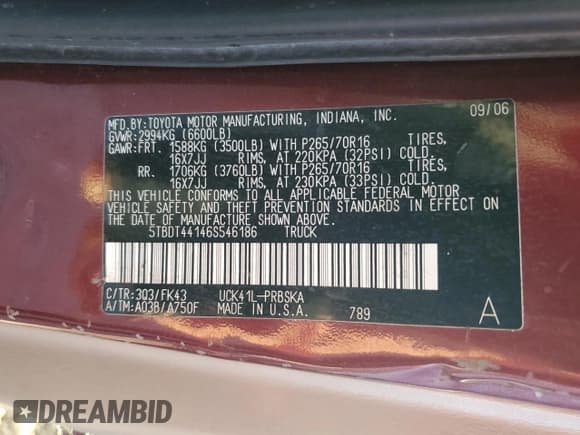 MFD.BY: TOYOTA MOTOR MANUFACTURING, INDIANA, INC. 09/06
GVWR: 2994KG (6600LB)
GAWR: FRT. 1588KG (3500LB) WITH P265/70R16 TIRES,
16X7JJ RIMS, AT 220KPA (32PSI) COLD.
RR. 1706KG (3760LB) WITH P265/70R16 TIRES,
16X7JJ RIMS, AT 230KPA (33PSI) COLD.
THIS VEHICLE CONFORMS TO ALL APPLICABLE FEDERAL MOTOR
VEHICLE SAFETY AND THEFT PREVENTION STANDARDS IN EFFECT ON
THE DATE OF MANUFACTURE SHOWN ABOVE.
5TBDT44146S546186 TRUCK
C/TR: 3Q3/FK43 UCK41L-PRBSKA
A/TM: A03B/A750F MADE IN U.S.A. 789 A
DREAMBID